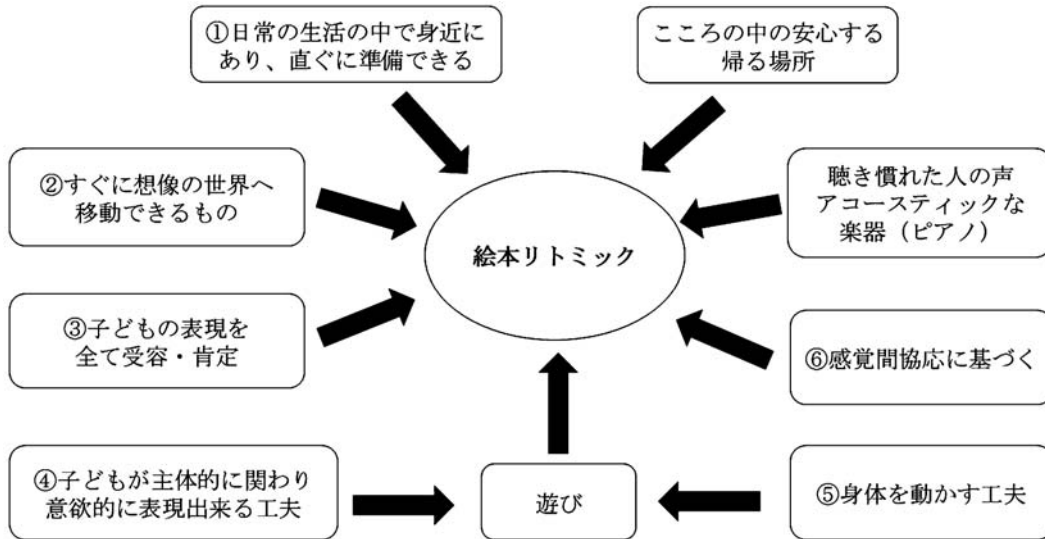 ①日常の生活の中で身近に
あり、直ぐに準備できる
こころの中の安心する
帰る場所
②すぐに想像の世界へ
移動できるもの
絵本リトミック
聴き慣れた人の声
アコースティックな
楽器（ピアノ）
③子どもの表現を
全て受容・肯定
⑥感覚間協応に基づく
④子どもが主体的に関わり
意欲的に表現出来る工夫
遊び
⑤身体を動かす工夫